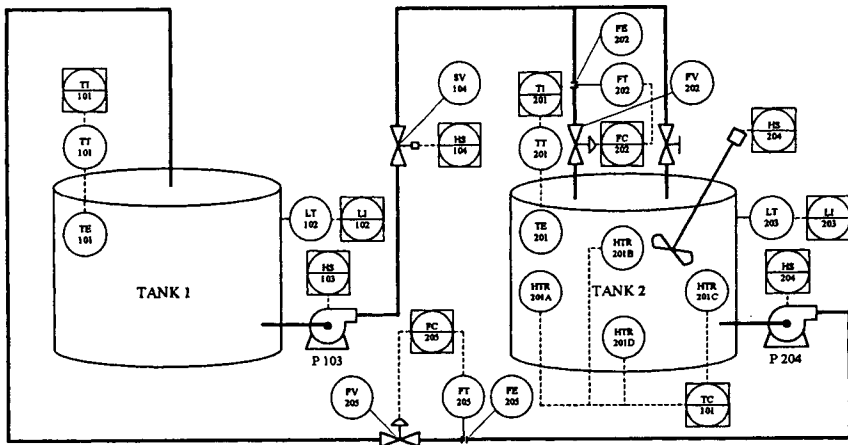 FE
202
TI
101
SV
104
TI
201
FT
202
FV
202
TT
101
HS
104
TT
201
FC
202
HS
204
TE
101
LT
102
LI
102
TE
201
HTR
201B
LT
203
LI
203
HS
103
HTR
201A
HTR
201C
HS
204
TANK 1
TANK 2
FC
205
HTR
201D
P 103
P 204
FV
205
FT
205
FE
205
TC
101